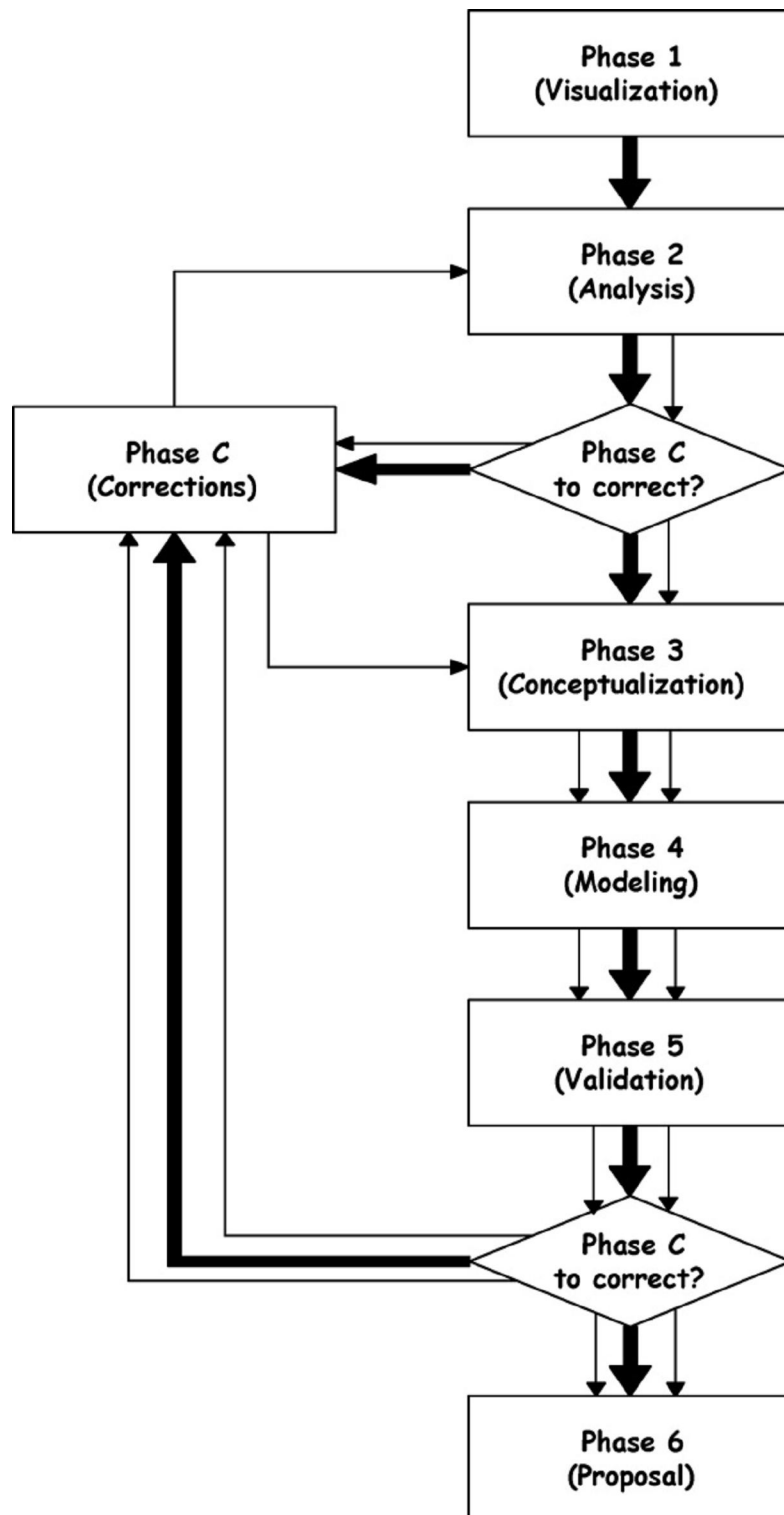 Phase 1
(Visualization)
Phase 2
(Analysis)
Phase C
(Corrections)
Phase C
to correct?
Phase 3
(Conceptualization)
Phase 4
(Modeling)
Phase 5
(Validation)
Phase C
to correct?
Phase 6
(Proposal)